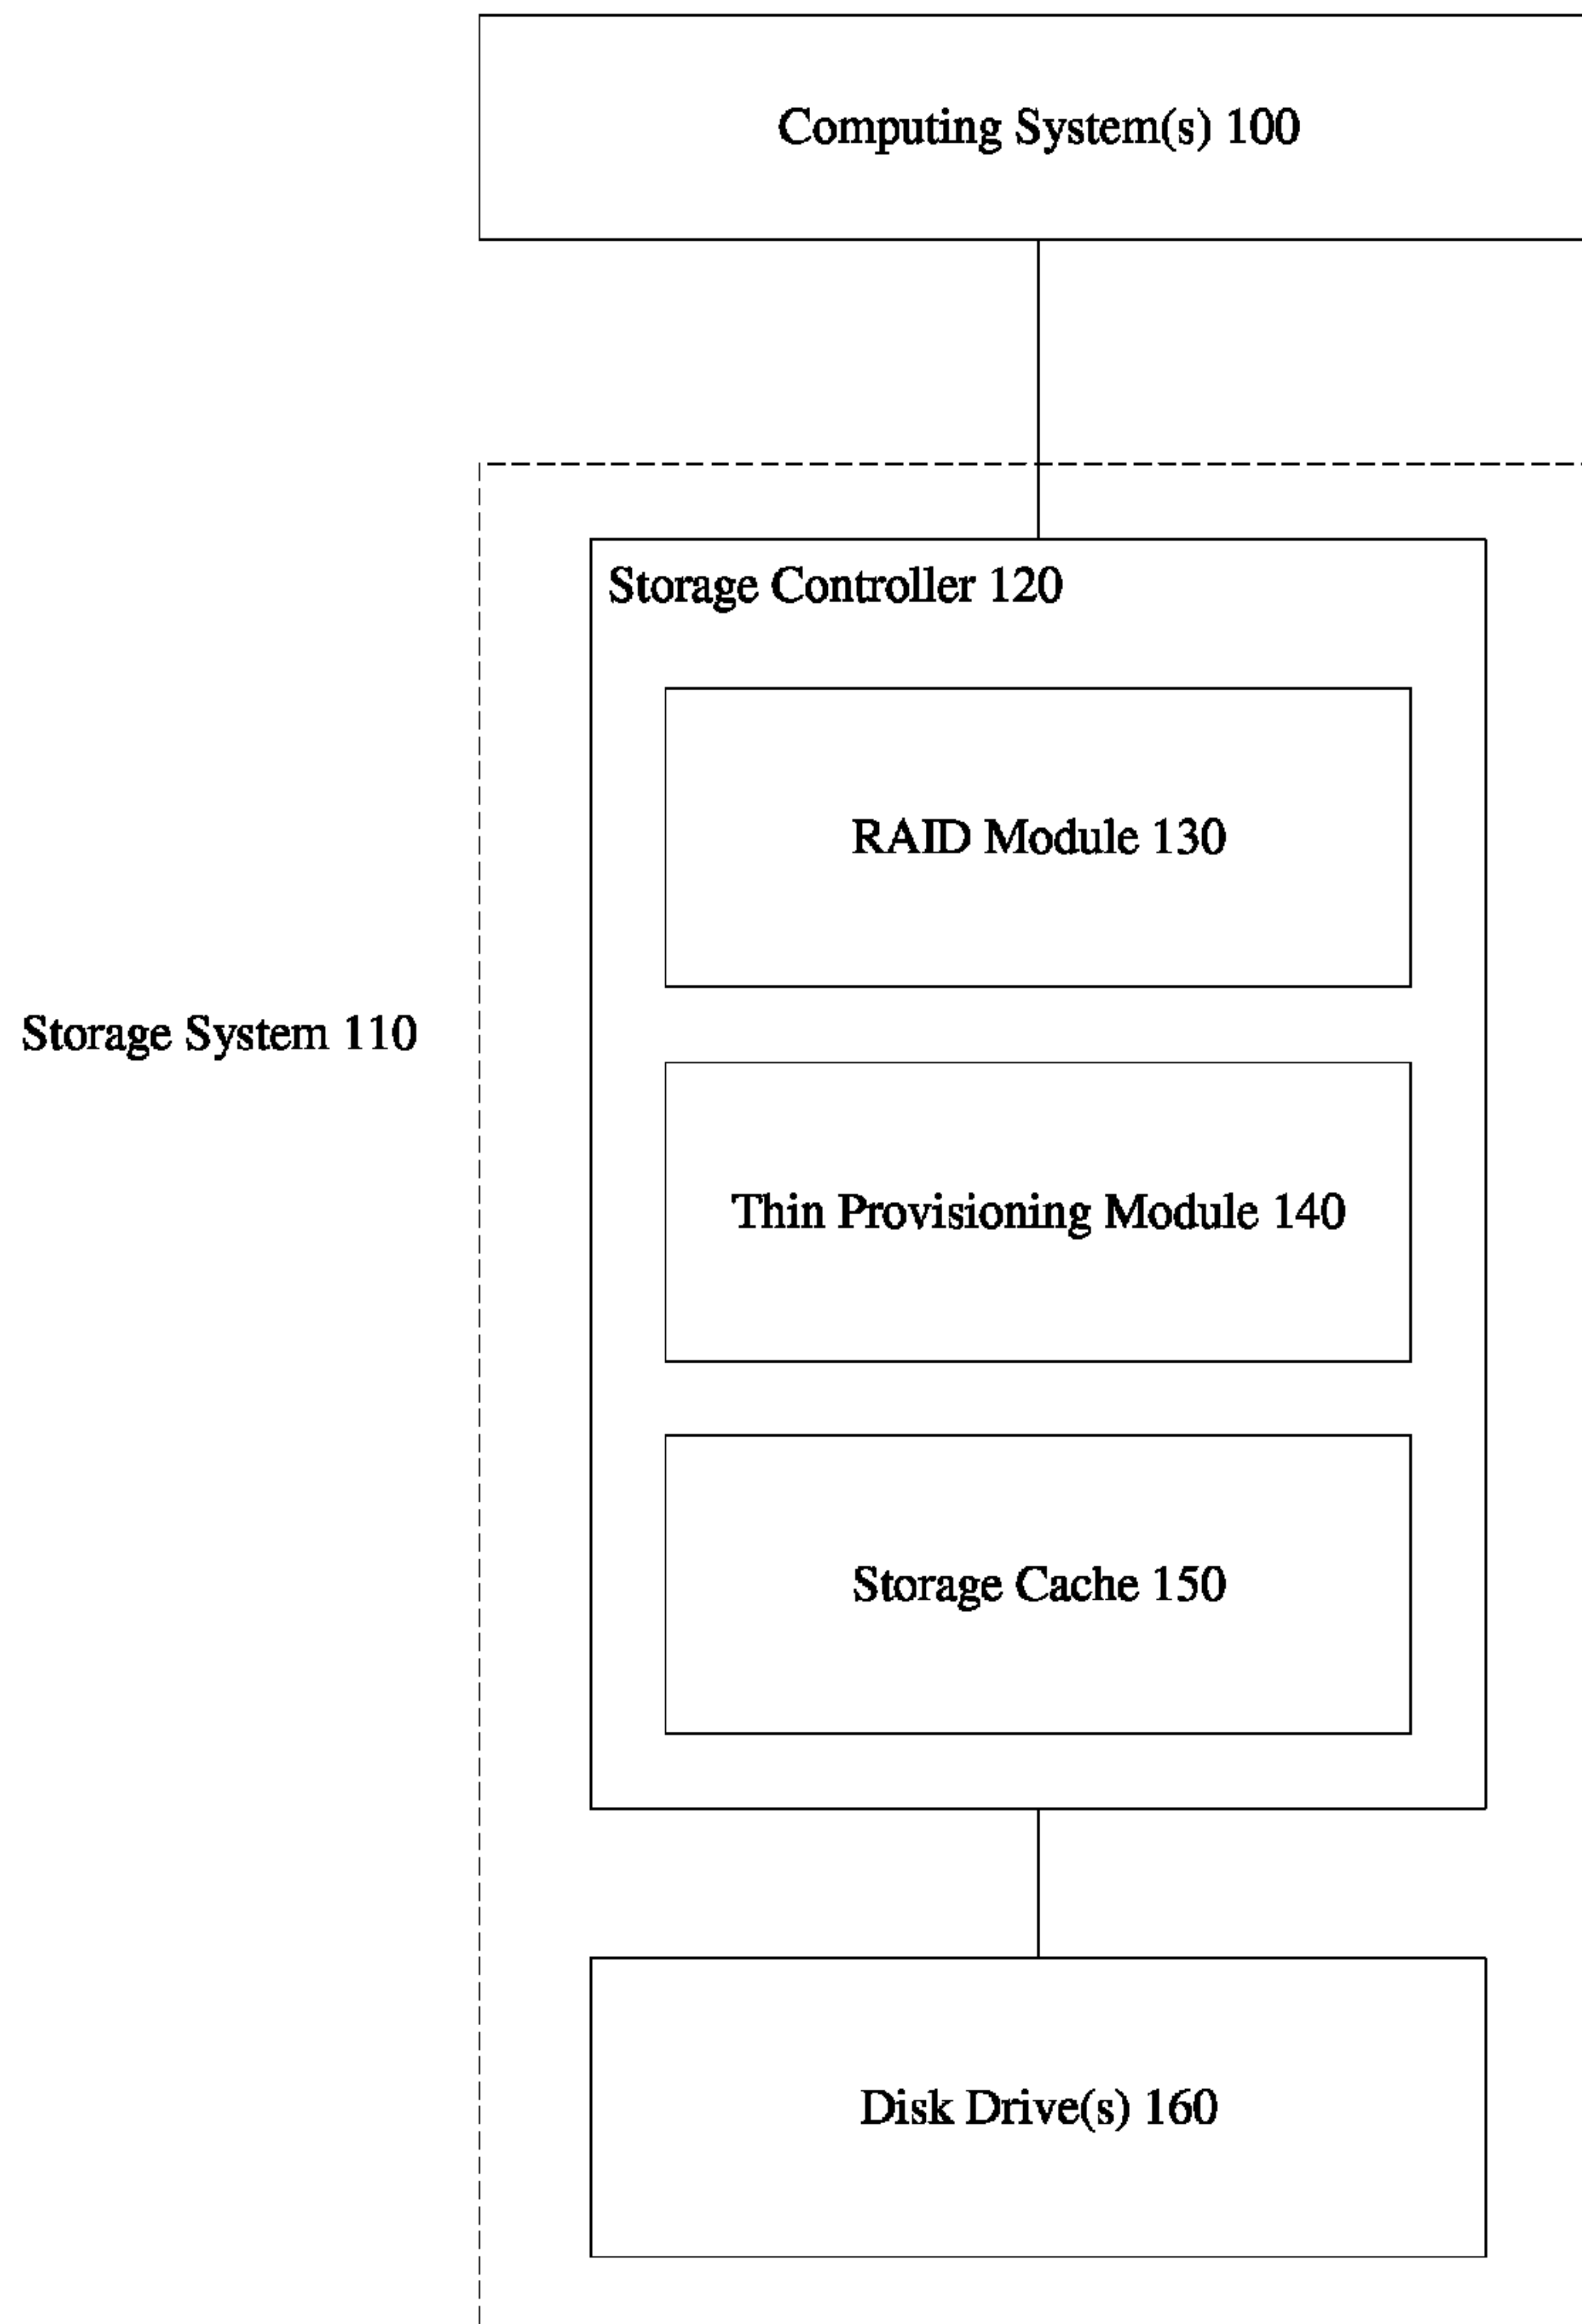 Computing System(s) 100
Storage Controller 120
RAID Module 130
Storage System 110
Thin Provisioning Module 140
Storage Cache 150
Disk Drive(s) 160